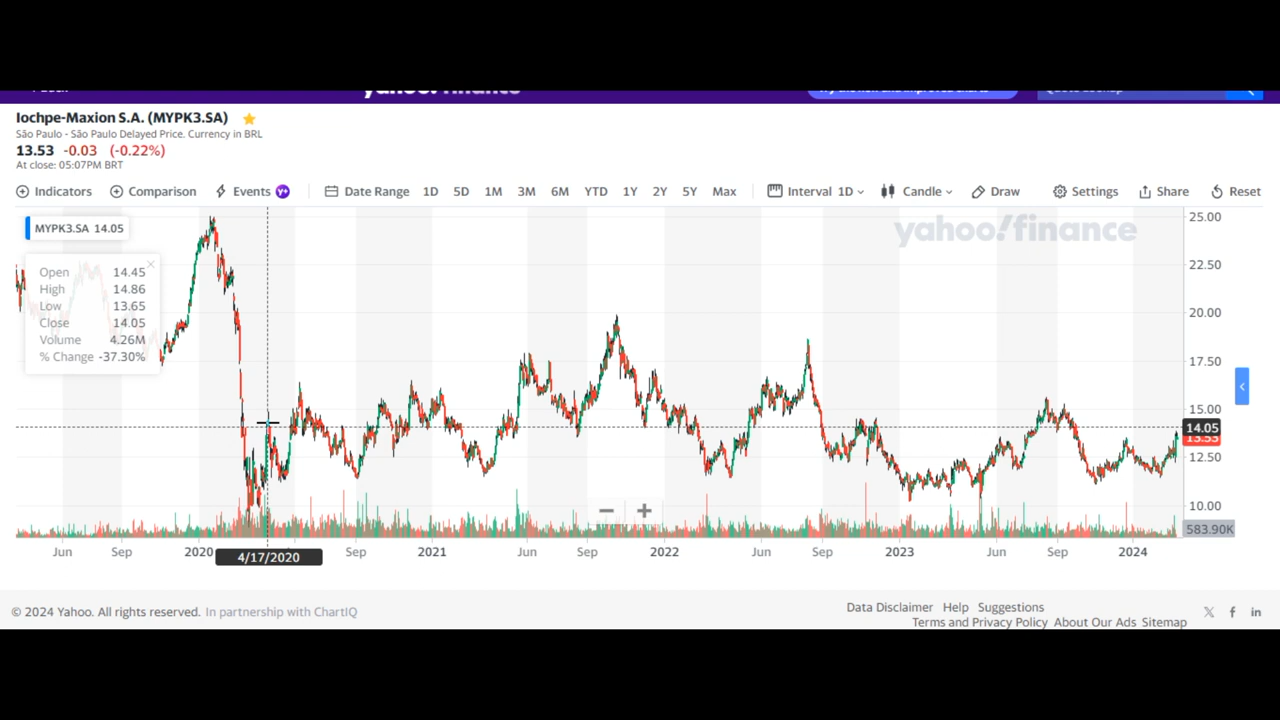 yahoo! finance
Iochpe-Maxion S.A. (MYPK3.SA)
São Paulo - São Paulo Delayed Price. Currency in BRL
13.53 -0.03 (-0.22%)
At close: 05:07PM BRT
Indicators Comparison Events Y+ Date Range 1D 5D 1M 3M 6M YTD 1Y 2Y 5Y Max Interval 1D Candle Draw Settings Share Reset
MYPK3.SA 14.05
yahoo!finance
Open 14.45
High 14.86
Low 13.65
Close 14.05
Volume 4.26M
% Change -37.30%
25.00
22.50
20.00
17.50
15.00
14.05
13.53
12.50
10.00
583.90K
Jun Sep 2020 Sep 2021 Jun Sep 2022 Jun Sep 2023 Jun Sep 2024
4/17/2020
© 2024 Yahoo. All rights reserved. In partnership with ChartIQ
Data Disclaimer Help Suggestions
Terms and Privacy Policy About Our Ads Sitemap